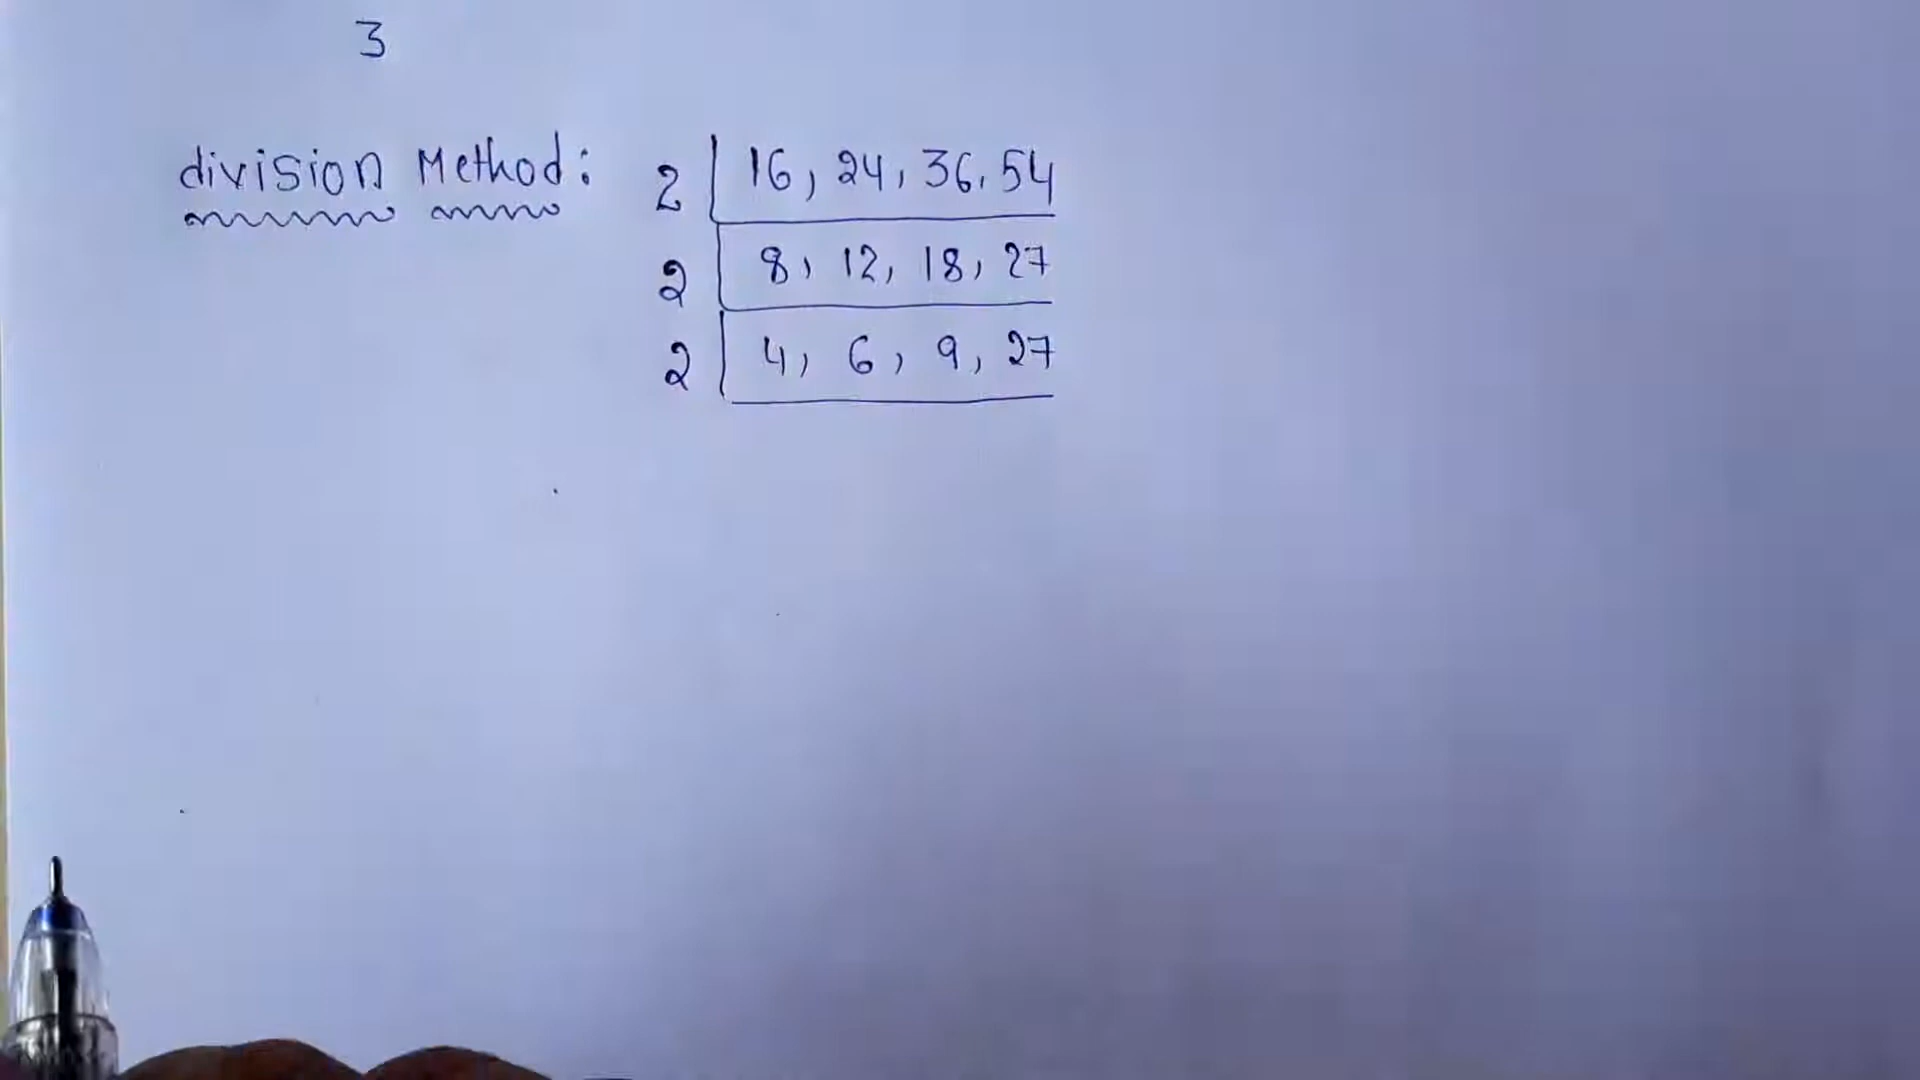 3
division Method: 2 | 16, 24, 36, 54
2 | 8, 12, 18, 27
2 | 4, 6, 9, 27